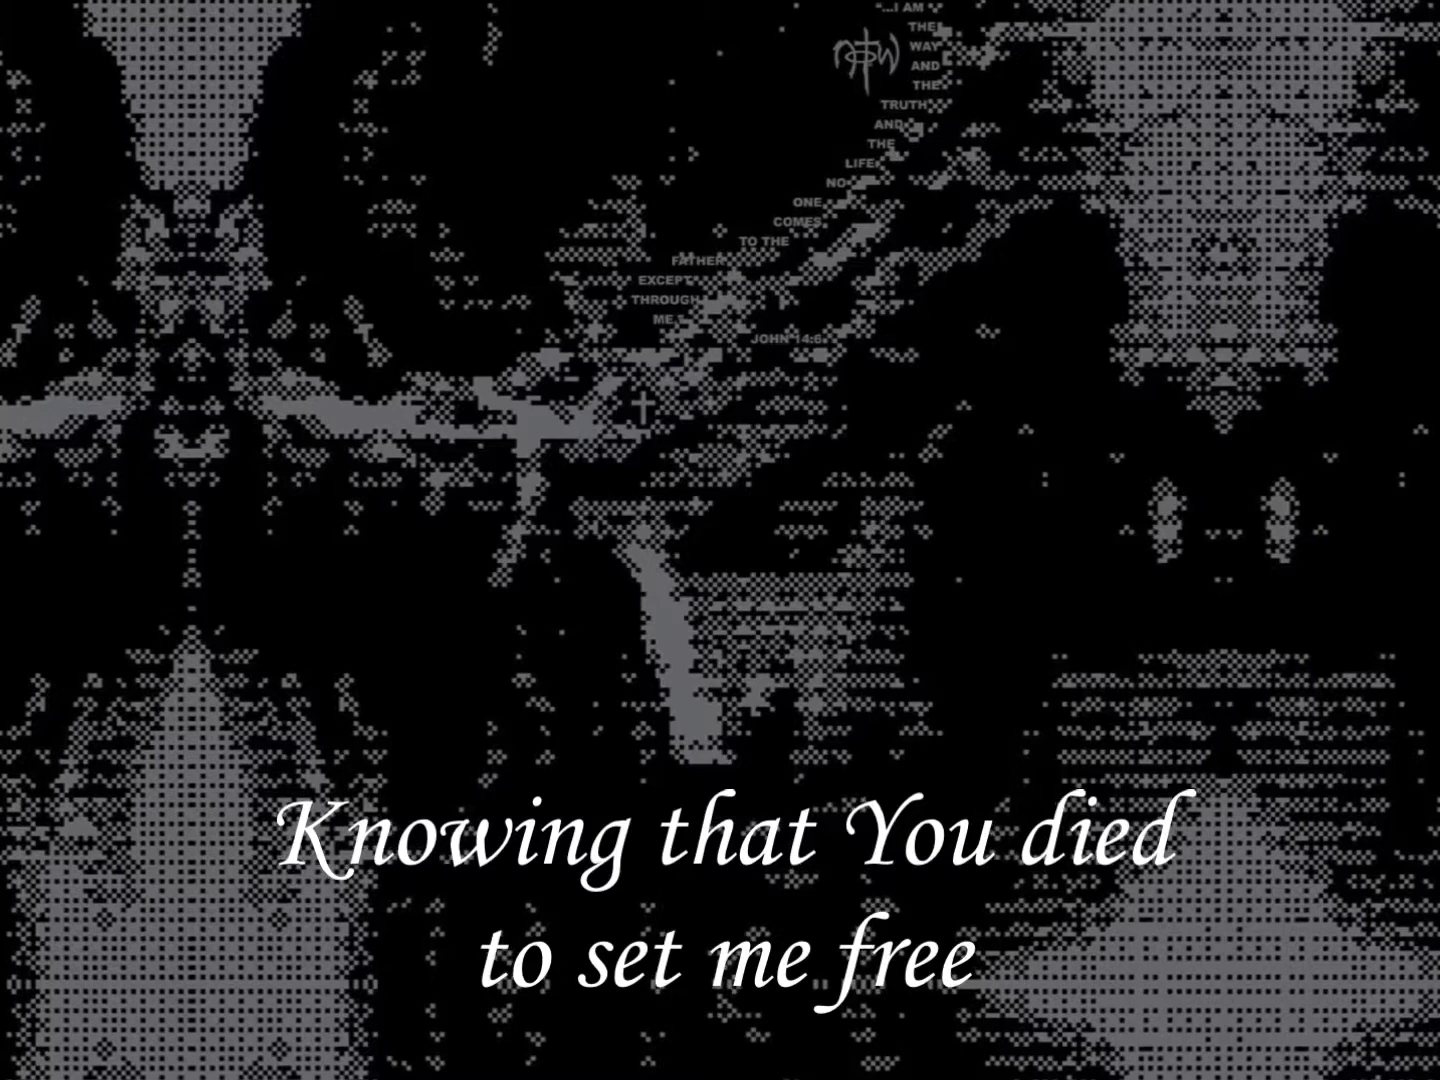 "...I AM
THE
WAY
AND
THE
TRUTH
AND
THE
LIFE
NO
ONE
COMES
TO THE
FATHER
EXCEPT
THROUGH
ME."
JOHN 14:6
Knowing that You died
to set me free